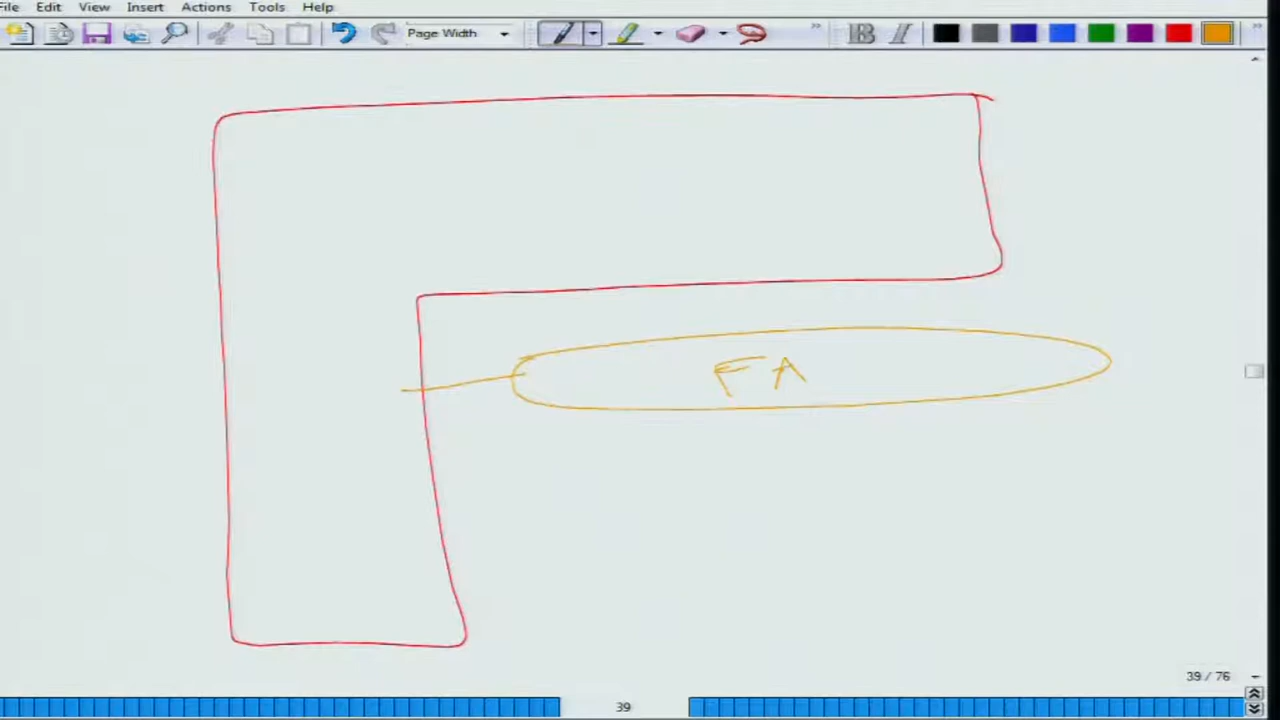 File Edit View Insert Actions Tools Help
Page Width B I
FA
39 / 76
39